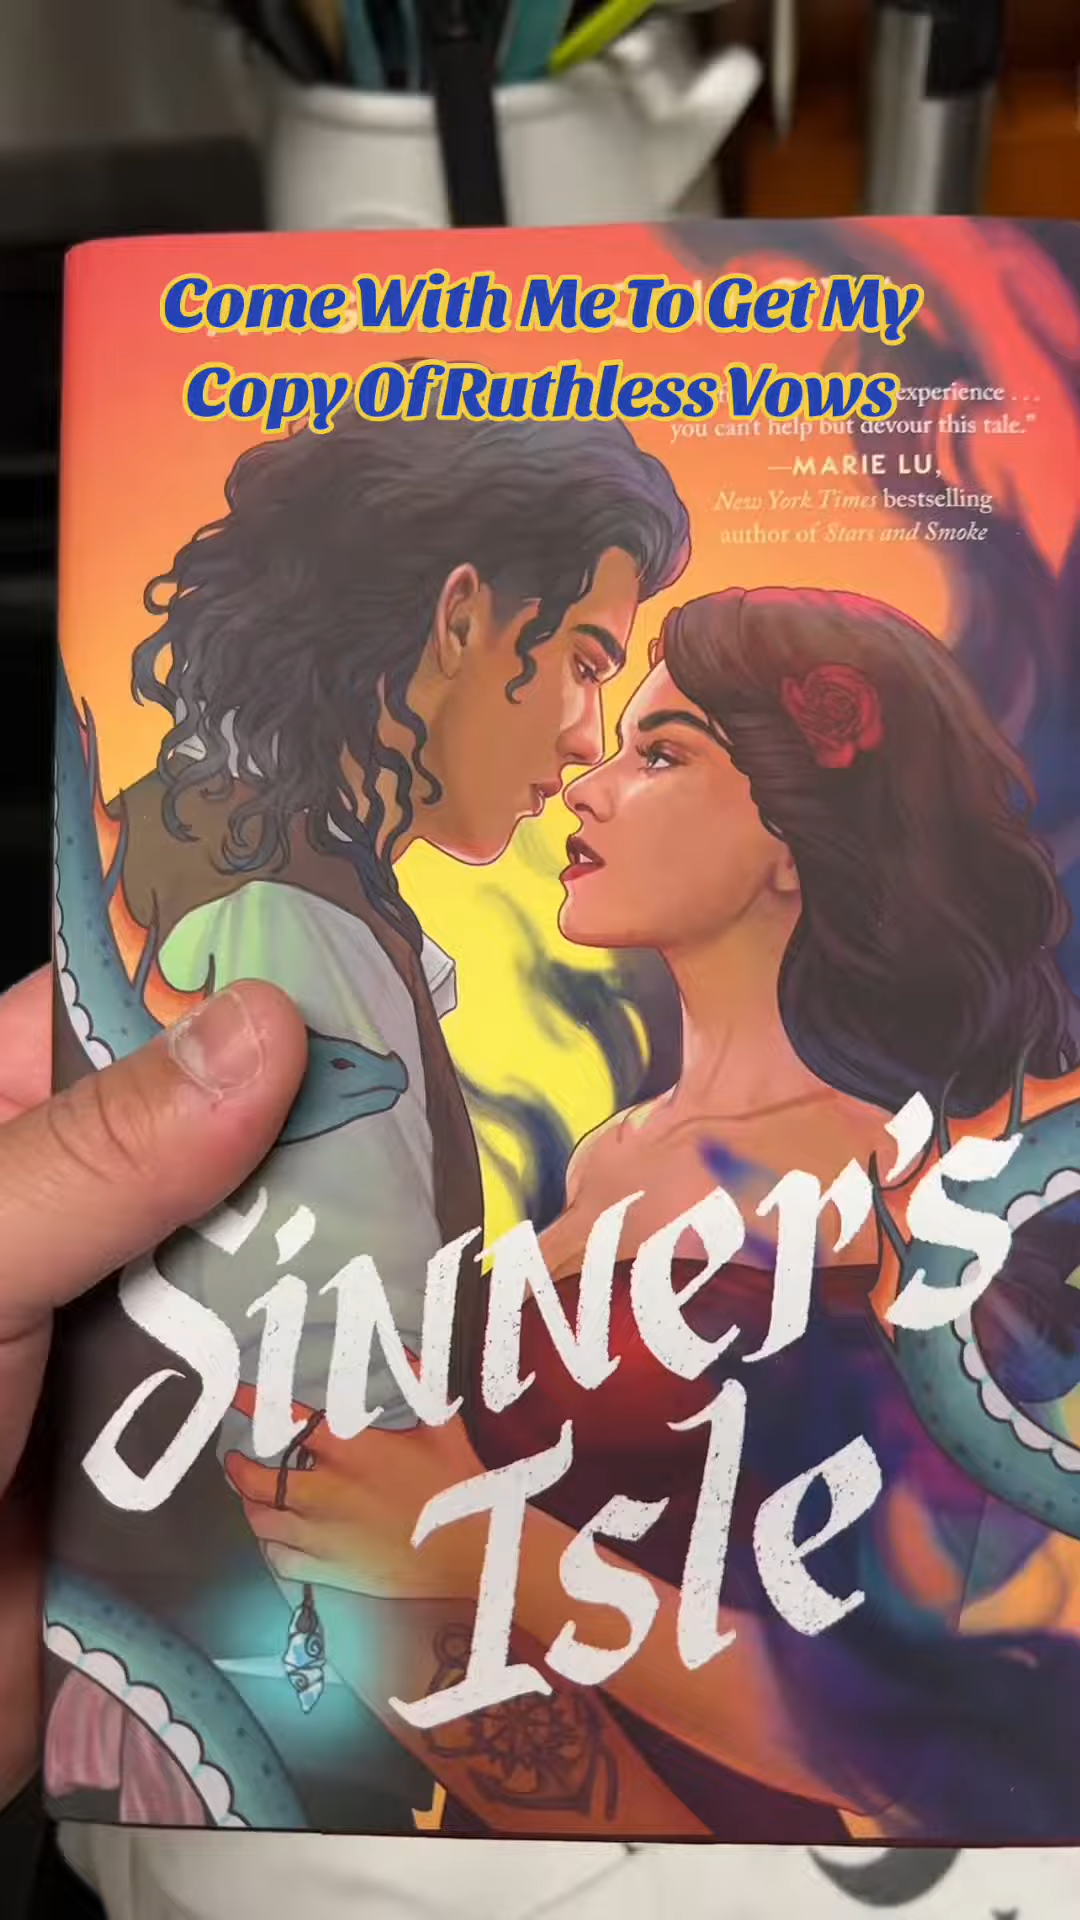 Come With Me To Get My
Copy Of Ruthless Vows
experience ...
you can't help but devour this tale."
—MARIE LU,
New York Times bestselling
author of Stars and Smoke
Sinner's
Isle